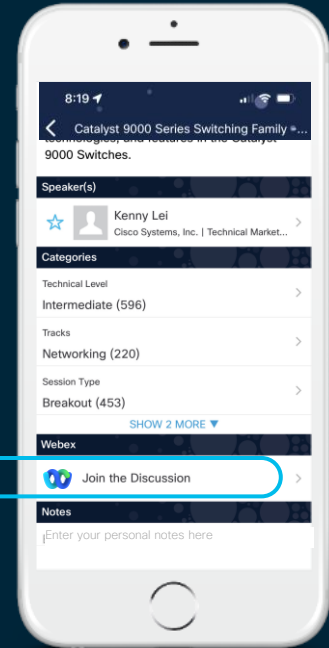 8:19
Catalyst 9000 Series Switching Family -...
technologies, and features in the Catalyst
9000 Switches.
Speaker(s)
Kenny Lei
Cisco Systems, Inc. | Technical Market...
Categories
Technical Level
Intermediate (596)
Tracks
Networking (220)
Session Type
Breakout (453)
SHOW 2 MORE ▼
Webex
Join the Discussion
Notes
Enter your personal notes here